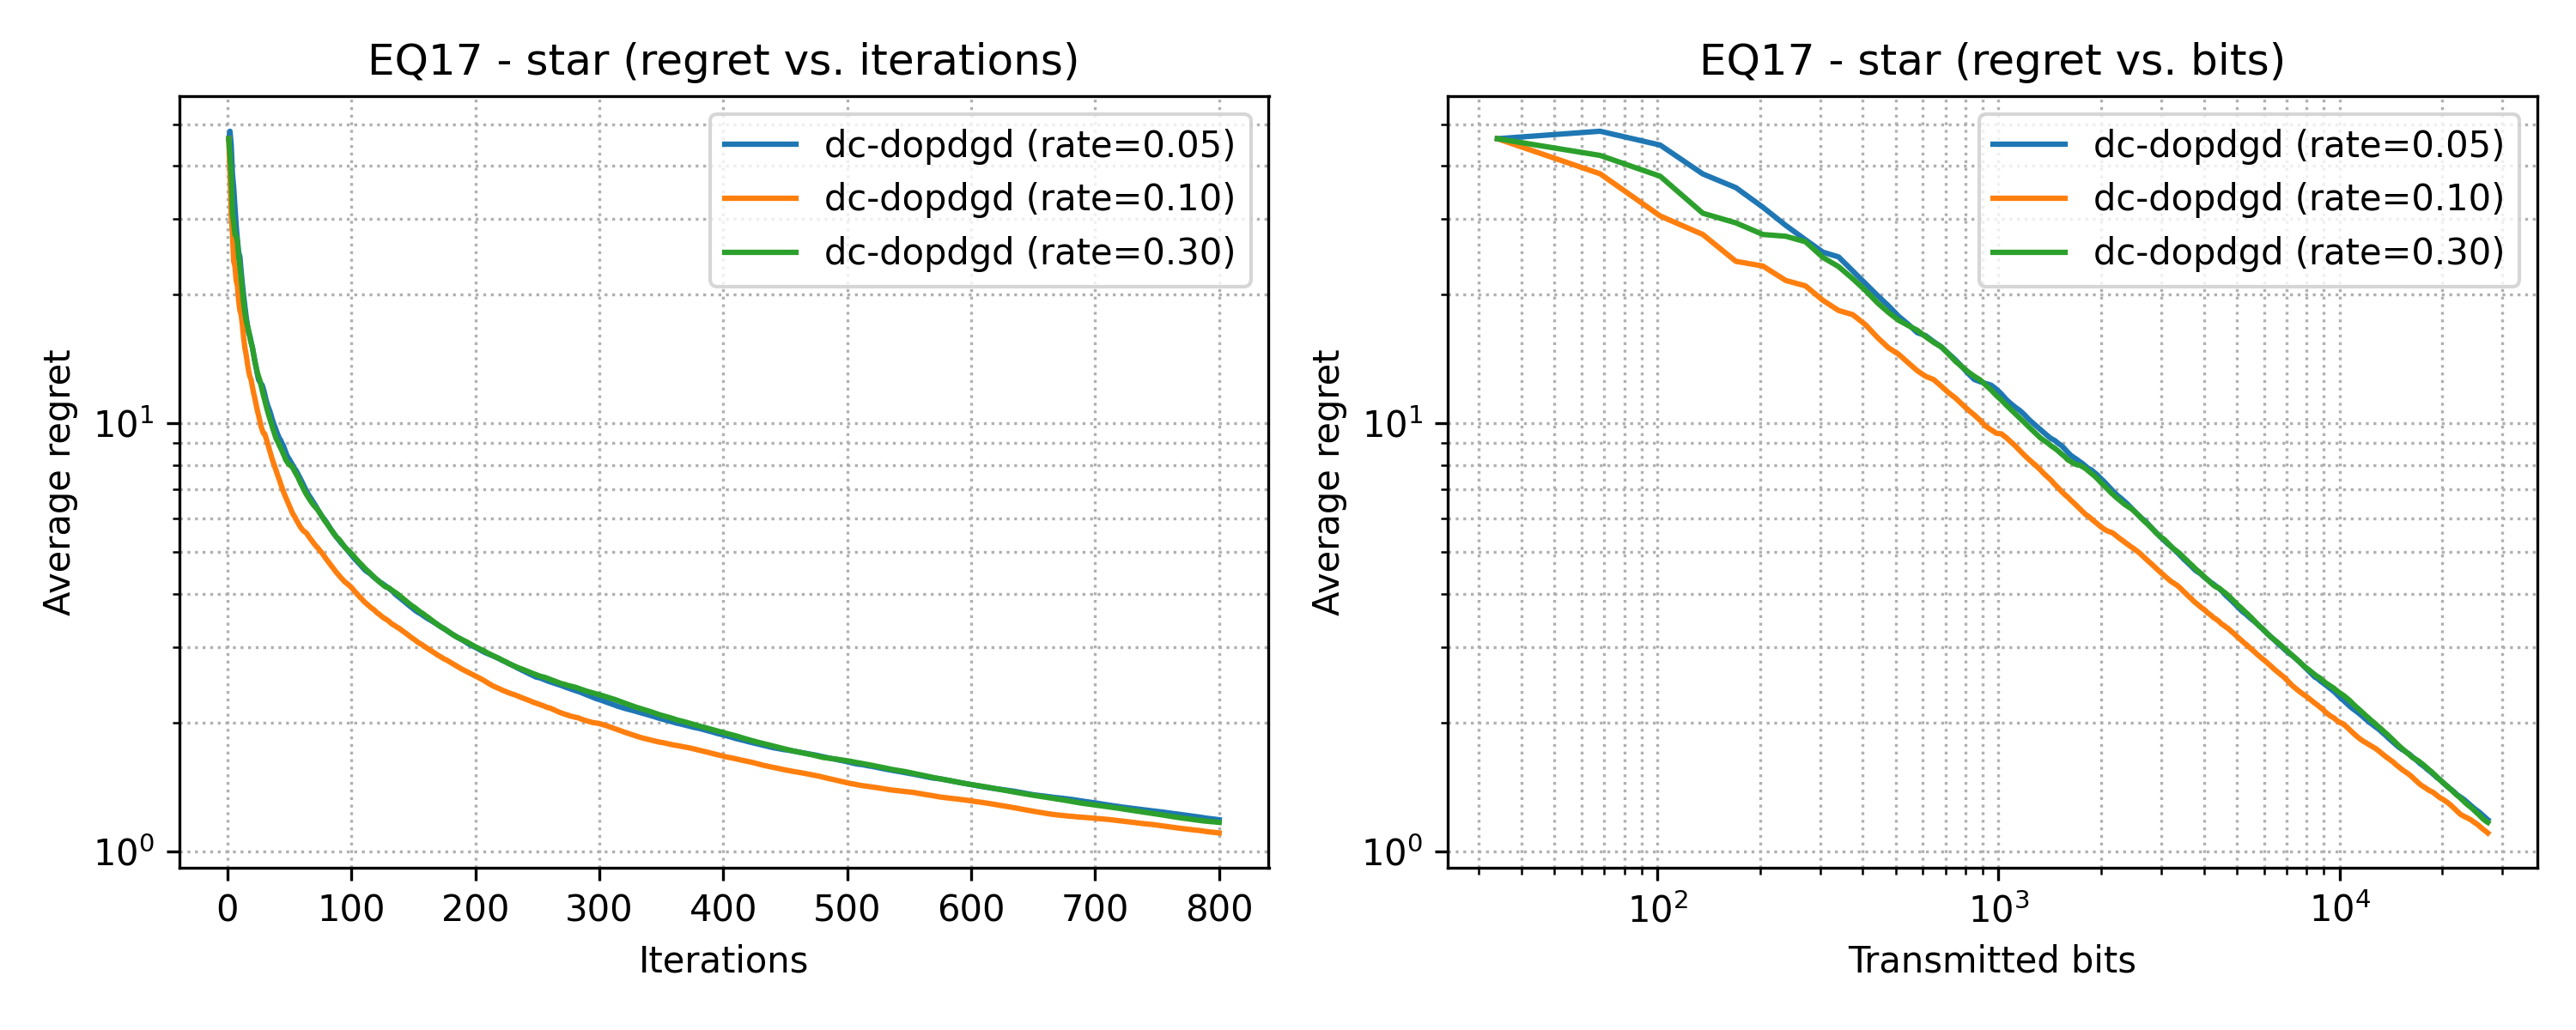 EQ17 - star (regret vs. iterations)
dc-dopdgd (rate=0.05)
dc-dopdgd (rate=0.10)
dc-dopdgd (rate=0.30)
Average regret
10¹
10⁰
0 100 200 300 400 500 600 700 800
Iterations
EQ17 - star (regret vs. bits)
dc-dopdgd (rate=0.05)
dc-dopdgd (rate=0.10)
dc-dopdgd (rate=0.30)
Average regret
10¹
10⁰
10² 10³ 10⁴
Transmitted bits